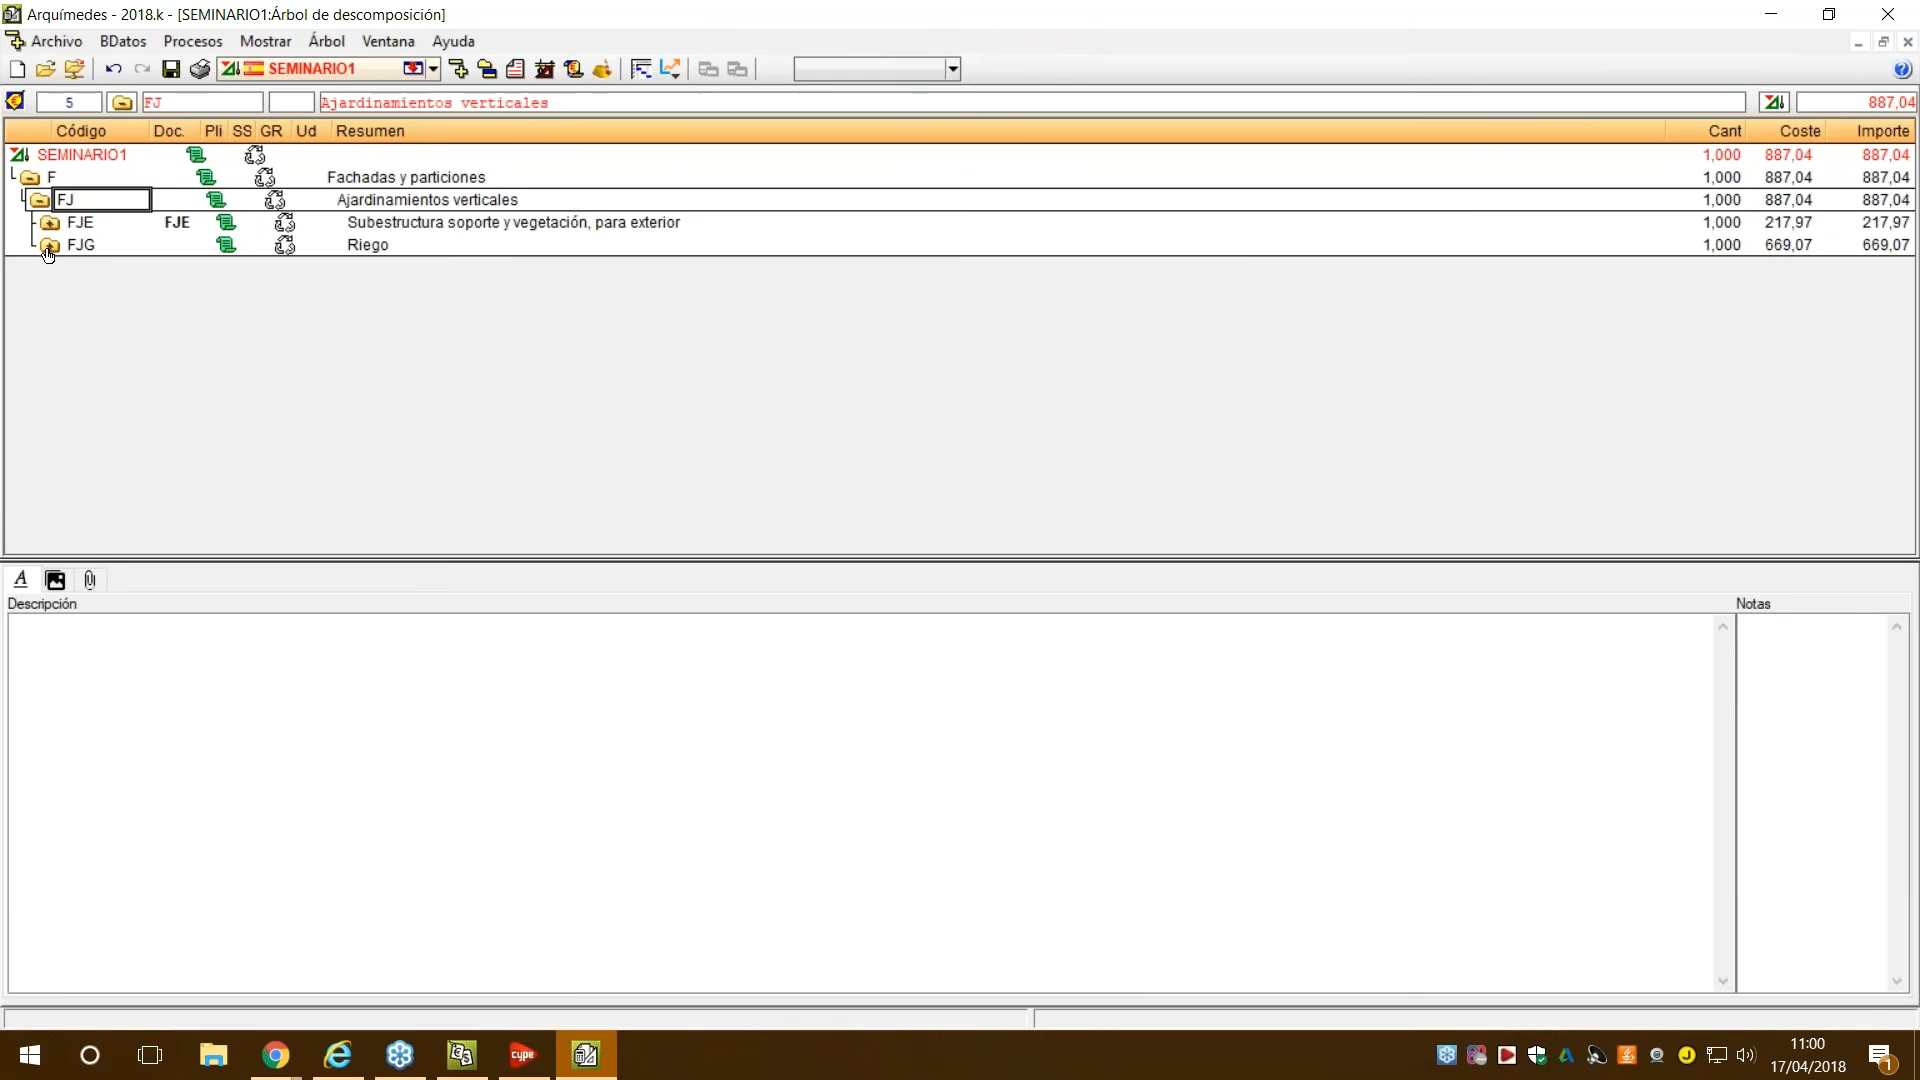 Arquímedes - 2018.k - [SEMINARIO1:Árbol de descomposición]
Archivo BDatos Procesos Mostrar Árbol Ventana Ayuda
SEMINARIO1
5 FJ Ajardinamientos verticales 887,04
Código Doc. Pli SS GR Ud Resumen Cant Coste Importe
SEMINARIO1 1,000 887,04 887,04
F Fachadas y particiones 1,000 887,04 887,04
FJ Ajardinamientos verticales 1,000 887,04 887,04
FJE FJE Subestructura soporte y vegetación, para exterior 1,000 217,97 217,97
FJG Riego 1,000 669,07 669,07
A
Descripción Notas
cype
11:00
17/04/2018
1